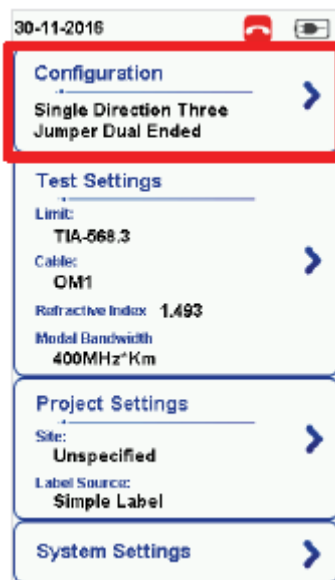 30-11-2016
Configuration
Single Direction Three
Jumper Dual Ended
Test Settings
Limit:
TIA-568.3
Cable:
OM1
Refractive Index 1.493
Modal Bandwidth
400MHz*Km
Project Settings
Site:
Unspecified
Label Source:
Simple Label
System Settings